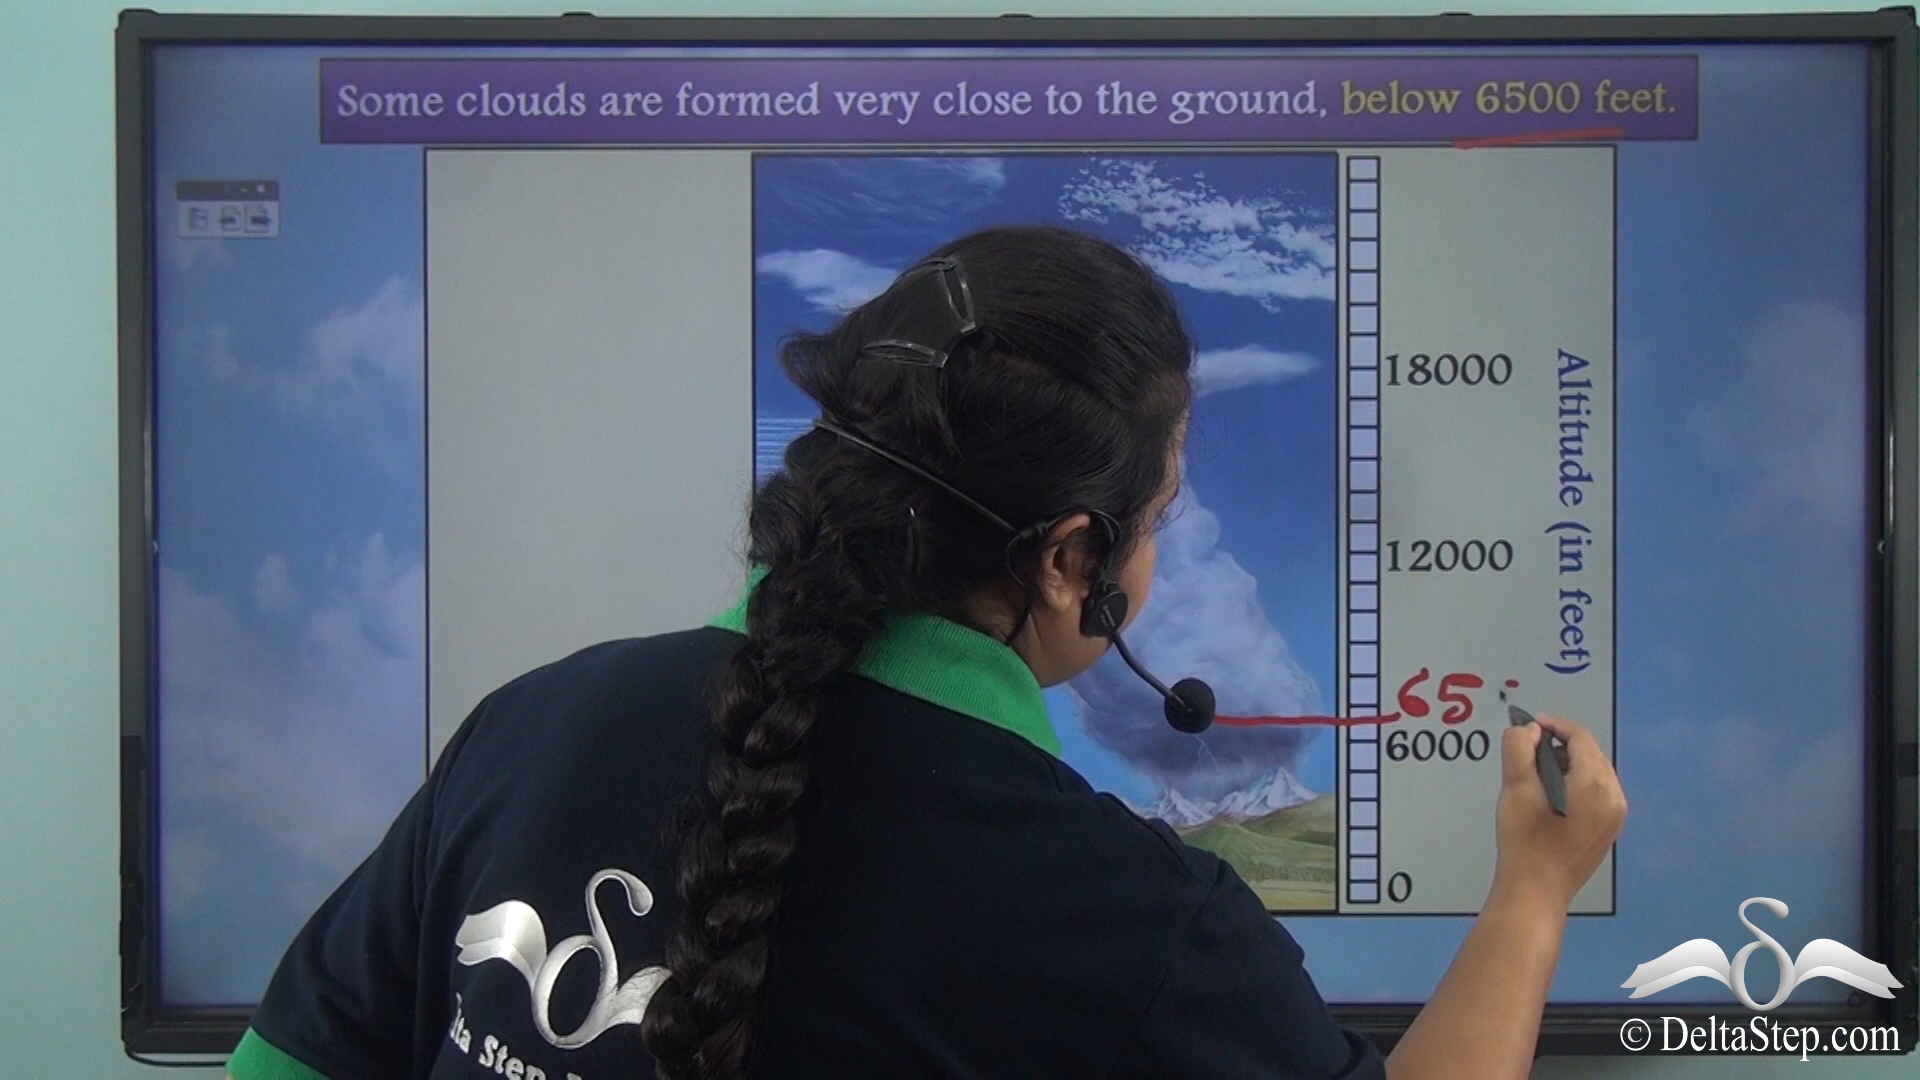 Some clouds are formed very close to the ground, below 6500 feet.
18000
12000
65
6000
0
Altitude (in feet)
Step
© DeltaStep.com